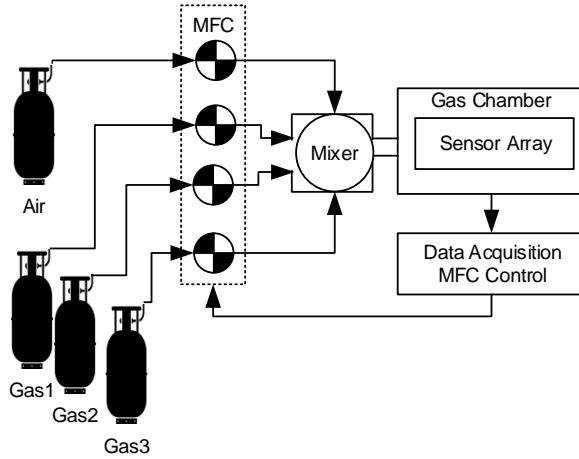 MFC
Gas Chamber
Sensor Array
Mixer
Air
Data Acquisition
MFC Control
Gas1
Gas2
Gas3